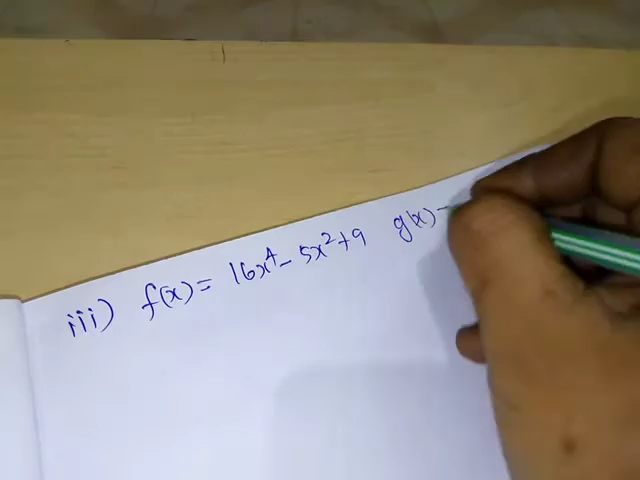 iii) f(x) = 16x⁴ - 5x² + 9 g(x) -